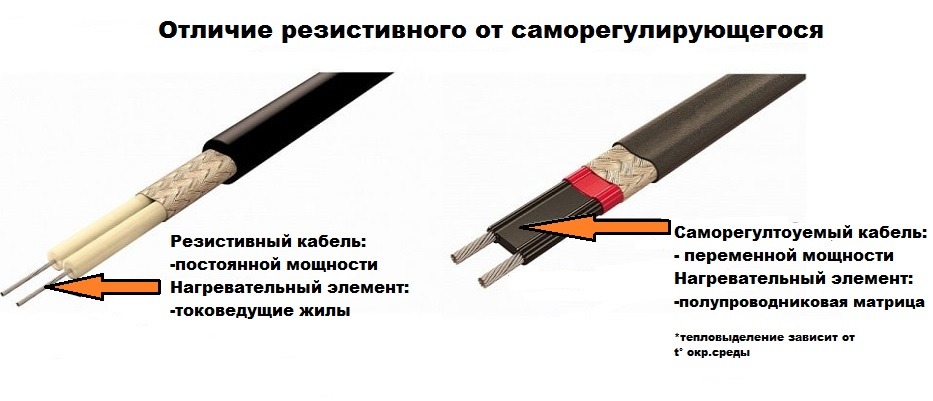 Отличие резистивного от саморегулирующегося
Резистивный кабель:
-постоянной мощности
Нагревательный элемент:
-токоведущие жилы
Саморегултоуемый кабель:
- переменной мощности
Нагревательный элемент:
-полупроводниковая матрица
*тепловыделение зависит от
t° окр.среды